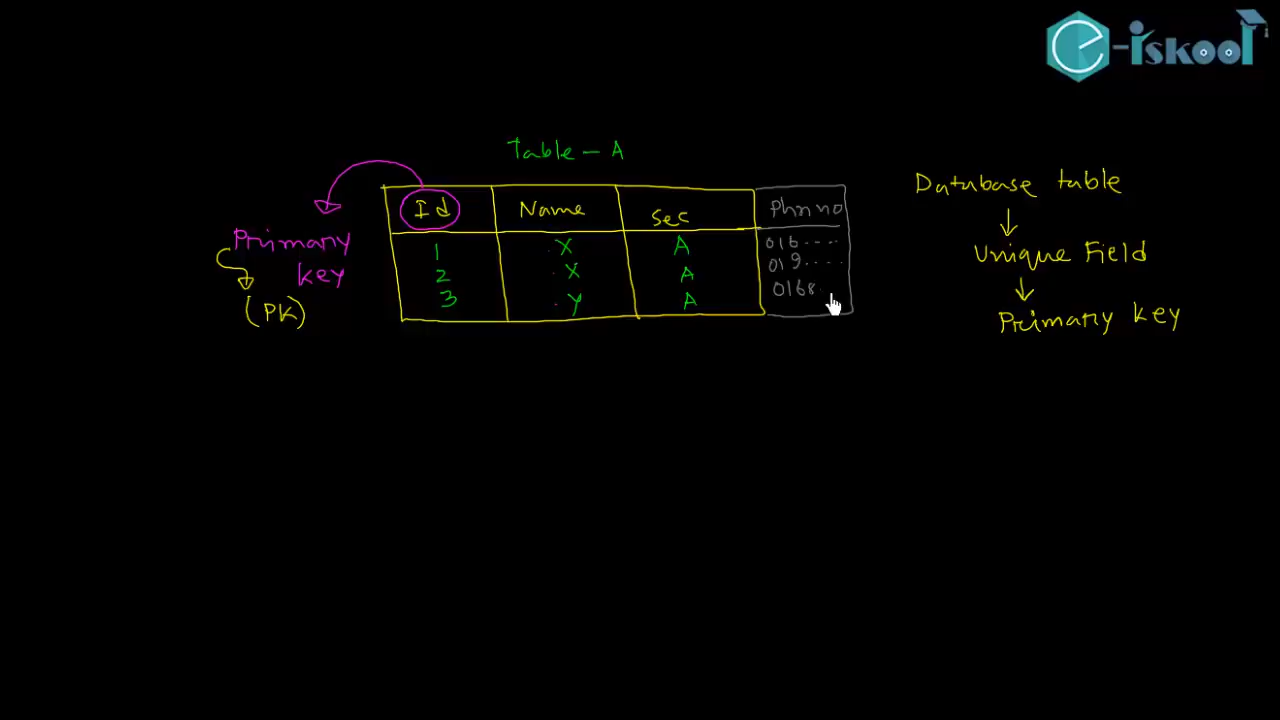 e-iskool
Table - A
Id Name Sec Phn no
1 X A 016....
2 X A 019....
3 Y A 0168.
Primary
key
(PK)
Database table
Unique Field
Primary key